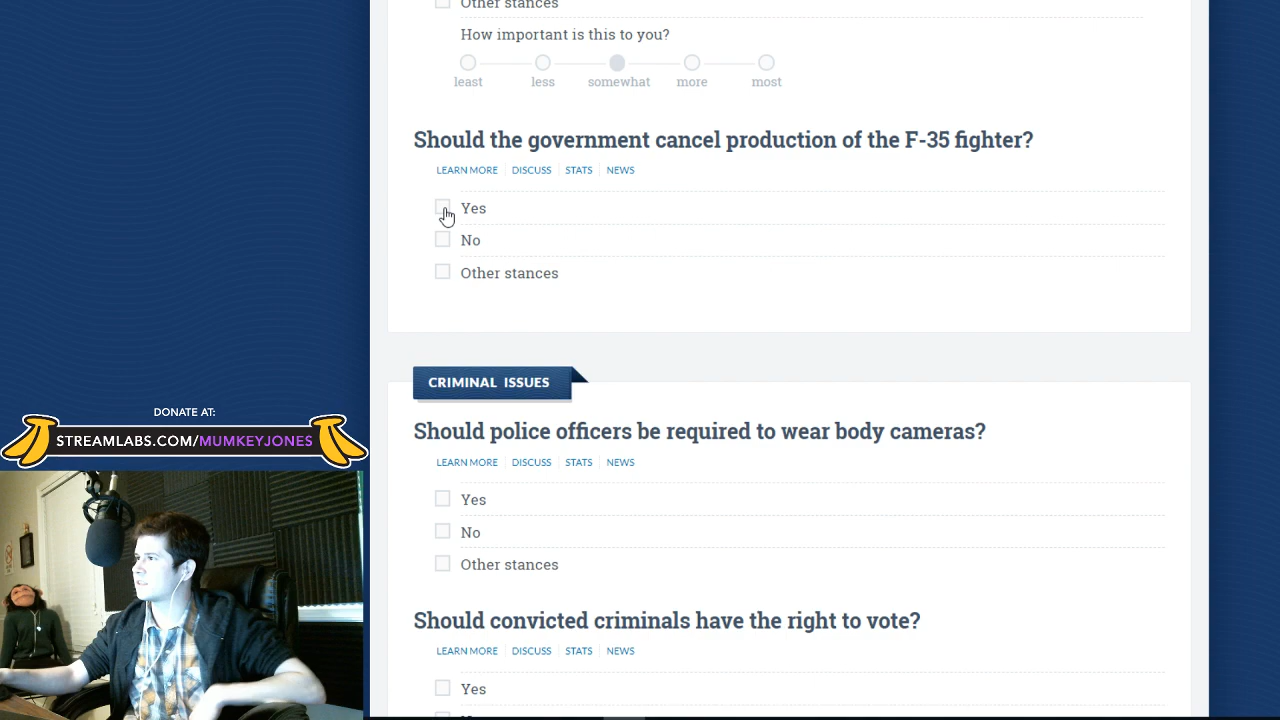 Other stances
How important is this to you?
least less somewhat more most
Should the government cancel production of the F-35 fighter?
LEARN MORE DISCUSS STATS NEWS
Yes
No
Other stances
CRIMINAL ISSUES
Should police officers be required to wear body cameras?
LEARN MORE DISCUSS STATS NEWS
Yes
No
Other stances
Should convicted criminals have the right to vote?
LEARN MORE DISCUSS STATS NEWS
Yes
DONATE AT:
STREAMLABS.COM/MUMKEYJONES